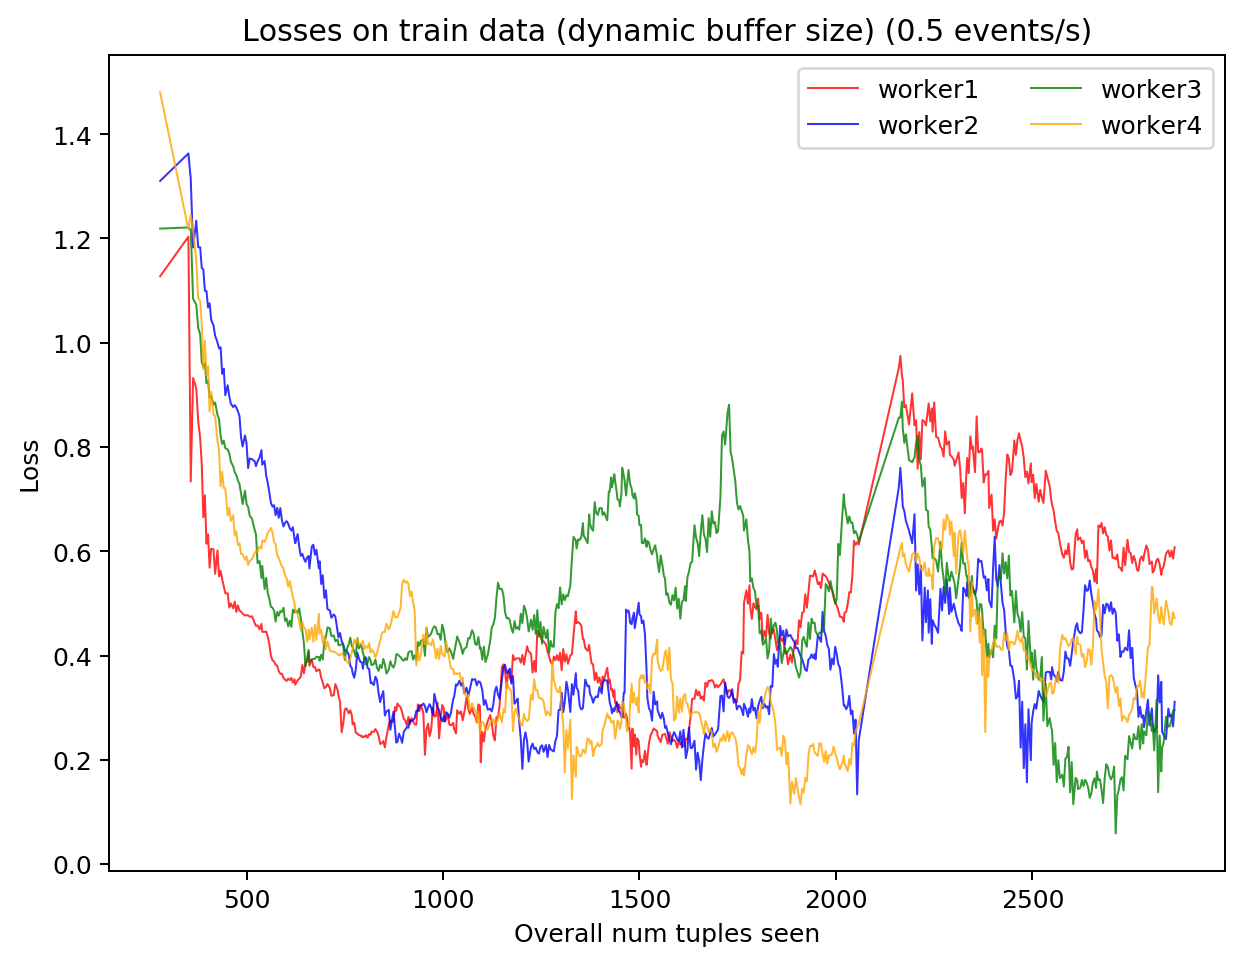 Losses on train data (dynamic buffer size) (0.5 events/s)
worker1 worker3
worker2 worker4
1.4
1.2
1.0
0.8
0.6
0.4
0.2
0.0
Loss
500 1000 1500 2000 2500
Overall num tuples seen